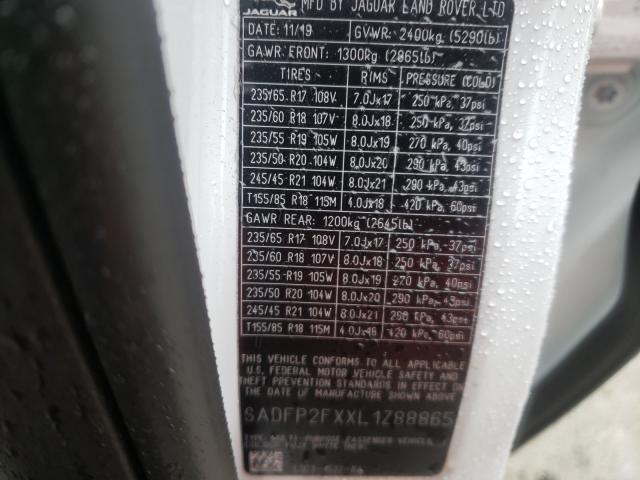 JAGUAR
MFD BY JAGUAR LAND ROVER LTD
DATE: 11/19 GVWR: 2400kg (5290lb)
GAWR FRONT: 1300kg (2865lb)
TIRES RIMS PRESSURE (COLD)
235/65 R17 108V 7.0Jx17 250 kPa, 37psi
235/60 R18 107V 8.0Jx18 250 kPa, 37psi
235/55 R19 105W 8.0Jx19 270 kPa, 40psi
235/50 R20 104W 8.0Jx20 290 kPa, 43psi
245/45 R21 104W 8.0Jx21 290 kPa, 43psi
T155/85 R18 115M 4.0Jx18 420 kPa, 60psi
GAWR REAR: 1200kg (2645lb)
235/65 R17 108V 7.0Jx17 250 kPa, 37psi
235/60 R18 107V 8.0Jx18 250 kPa, 37psi
235/55 R19 105W 8.0Jx19 270 kPa, 40psi
235/50 R20 104W 8.0Jx20 290 kPa, 43psi
245/45 R21 104W 8.0Jx21 290 kPa, 43psi
T155/85 R18 115M 4.0Jx18 420 kPa, 60psi
THIS VEHICLE CONFORMS TO ALL APPLICABLE
U.S. FEDERAL MOTOR VEHICLE SAFETY AND
THEFT PREVENTION STANDARDS IN EFFECT
SADFP2FXXL1Z88865
TYPE: MULTI-PURPOSE PASSENGER VEHICLE